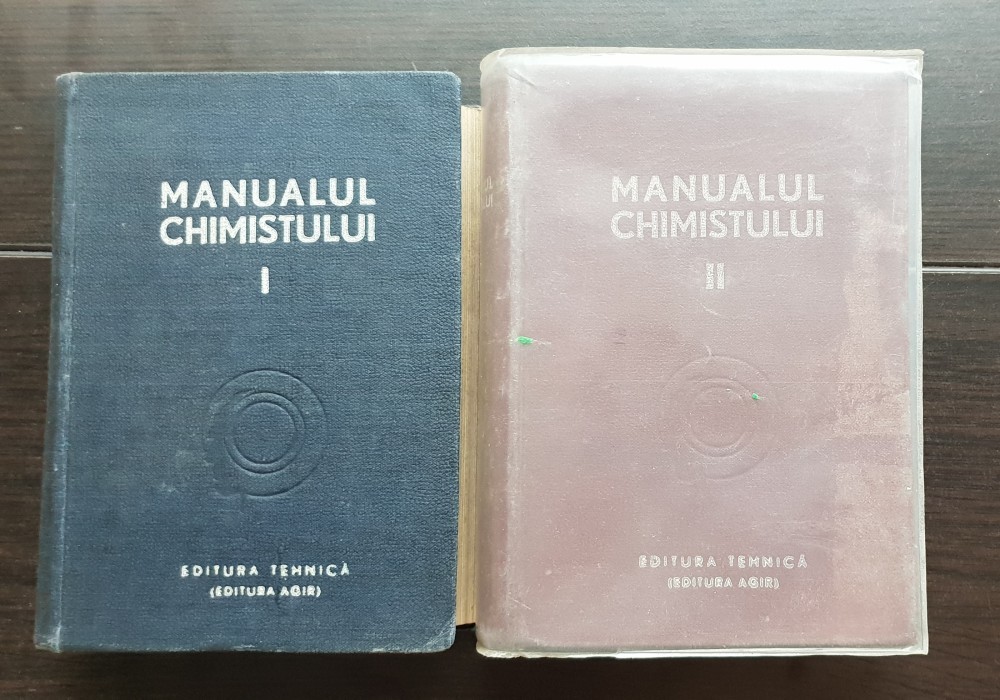 MANUALUL
CHIMISTULUI
I
EDITURA TEHNICĂ
(EDITURA AGIR)
MANUALUL
CHIMISTULUI
II
EDITURA TEHNICĂ
(EDITURA AGIR)